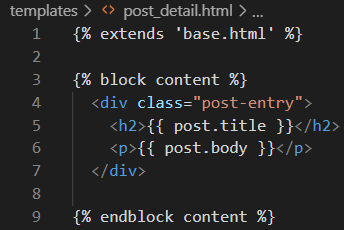 templates > <> post_detail.html > ...
1 {% extends 'base.html' %}
2
3 {% block content %}
4   <div class="post-entry">
5     <h2>{{ post.title }}</h2>
6     <p>{{ post.body }}</p>
7   </div>
8
9 {% endblock content %}